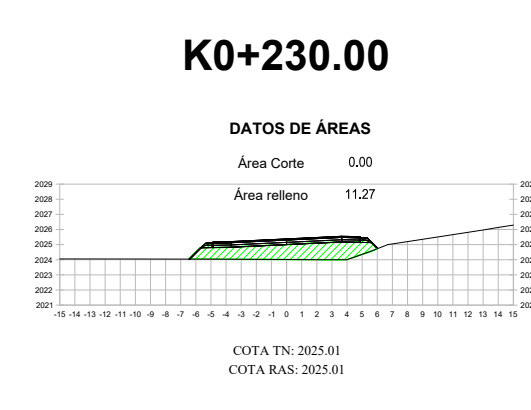 K0+230.00
DATOS DE ÁREAS
Área Corte 0.00
Área relleno 11.27
2029
2028
2027
2026
2025
2024
2023
2022
2021
-15 -14 -13 -12 -11 -10 -9 -8 -7 -6 -5 -4 -3 -2 -1 0 1 2 3 4 5 6 7 8 9 10 11 12 13 14 15
COTA TN: 2025.01
COTA RAS: 2025.01